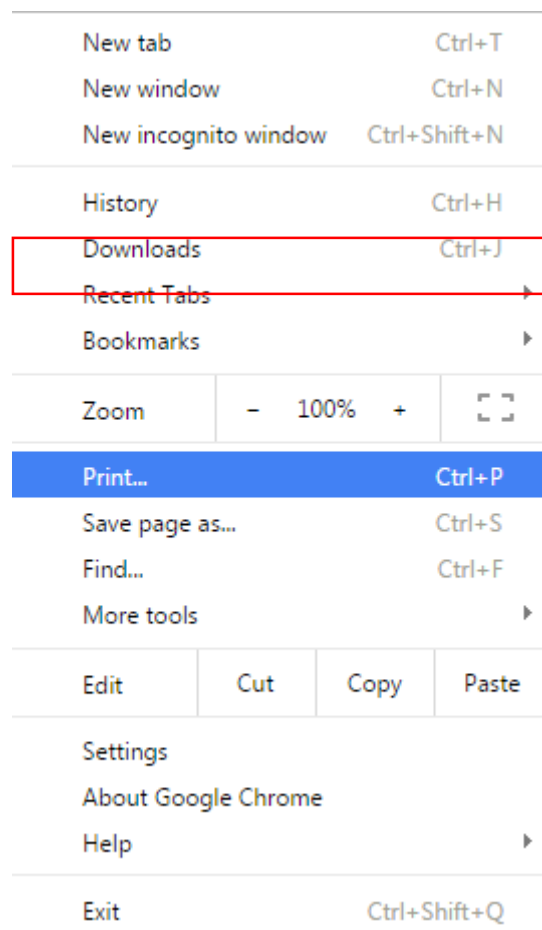 New tab Ctrl+T
New window Ctrl+N
New incognito window Ctrl+Shift+N
History Ctrl+H
Downloads Ctrl+J
Recent Tabs
Bookmarks
Zoom - 100% +
Print... Ctrl+P
Save page as... Ctrl+S
Find... Ctrl+F
More tools
Edit Cut Copy Paste
Settings
About Google Chrome
Help
Exit Ctrl+Shift+Q